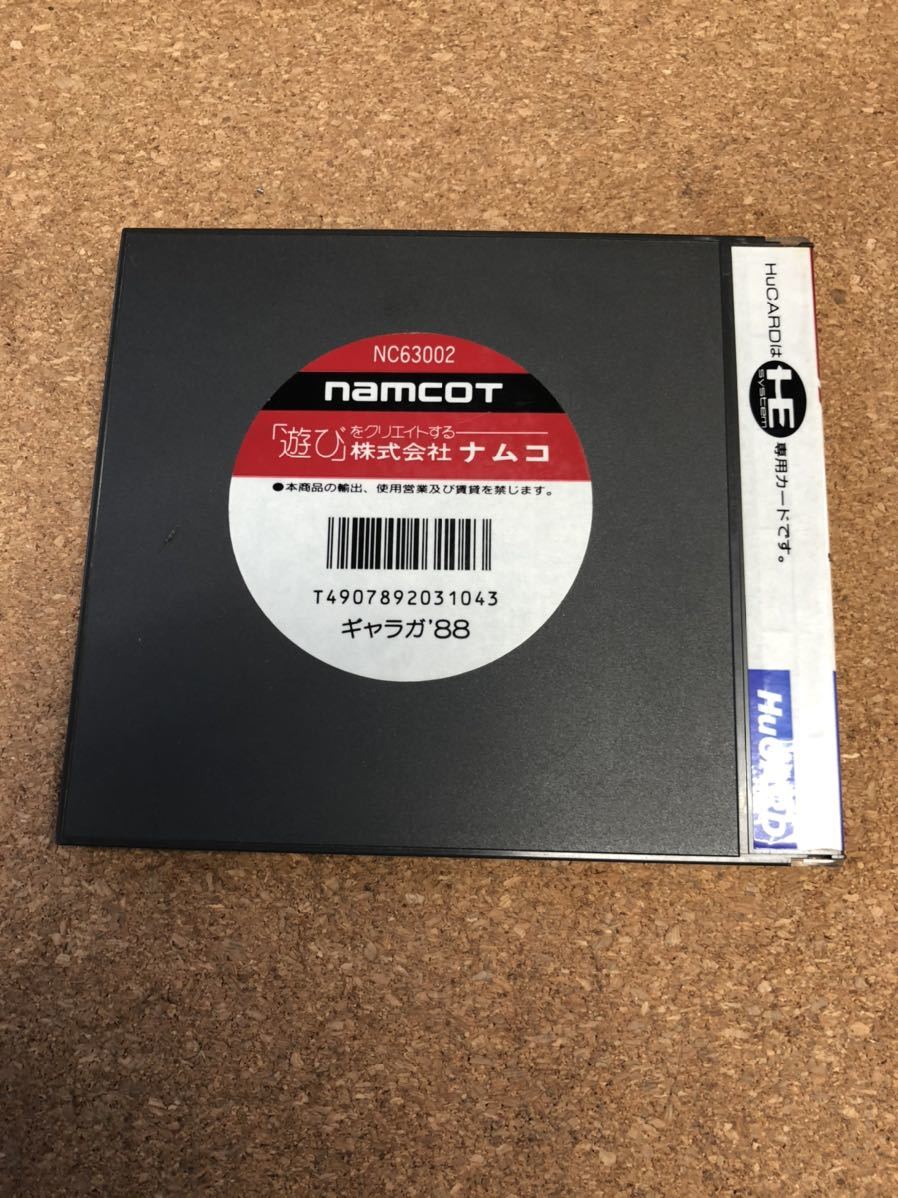 NC63002
namcot
「遊び」をクリエイトする
株式会社ナムコ
●本商品の輸出、使用営業及び賃貸を禁じます。
T4907892031043
ギャラガ'88
HuCARDは HE system 専用カードです。
HuCARD